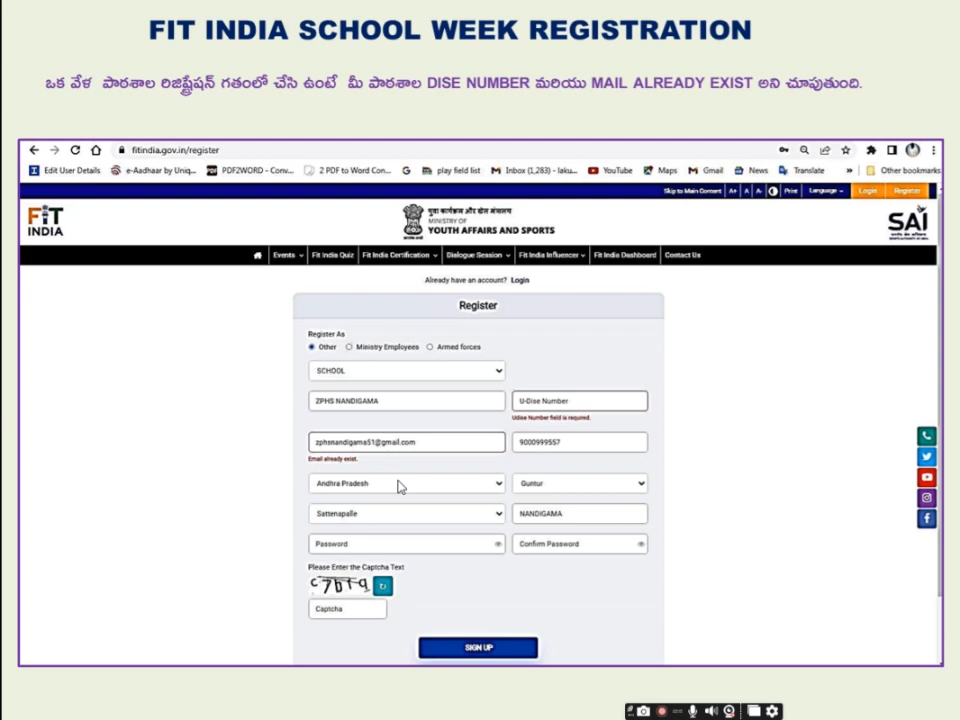 FIT INDIA SCHOOL WEEK REGISTRATION
ఒక వేళ పాఠశాల రిజిష్ట్రేషన్ గతంలో చేసి ఉంటే మీ పాఠశాల DISE NUMBER మరియు MAIL ALREADY EXIST అని చూపుతుంది.
fitindia.gov.in/register
Edit User Details e-Aadhaar by Uniq... PDF2WORD - Conv... 2 PDF to Word Con... play field list Inbox (1,283) - laku... YouTube Maps Gmail News Translate » Other bookmarks
Skip to Main Content A+ A A- Print Language Login Register
FIT INDIA
युवा कार्यक्रम और खेल मंत्रालय
MINISTRY OF
YOUTH AFFAIRS AND SPORTS
SAI
Events Fit India Quiz Fit India Certification Dialogue Session Fit India Influencer Fit India Dashboard Contact Us
Already have an account? Login
Register
Register As
Other Ministry Employees Armed forces
SCHOOL
ZPHS NANDIGAMA U-Dise Number
Udise Number field is required.
zphsnandigama51@gmail.com 9000999557
Email already exist.
Andhra Pradesh Guntur
Sattenapalle NANDIGAMA
Password Confirm Password
Please Enter the Captcha Text
Captcha
SIGN UP